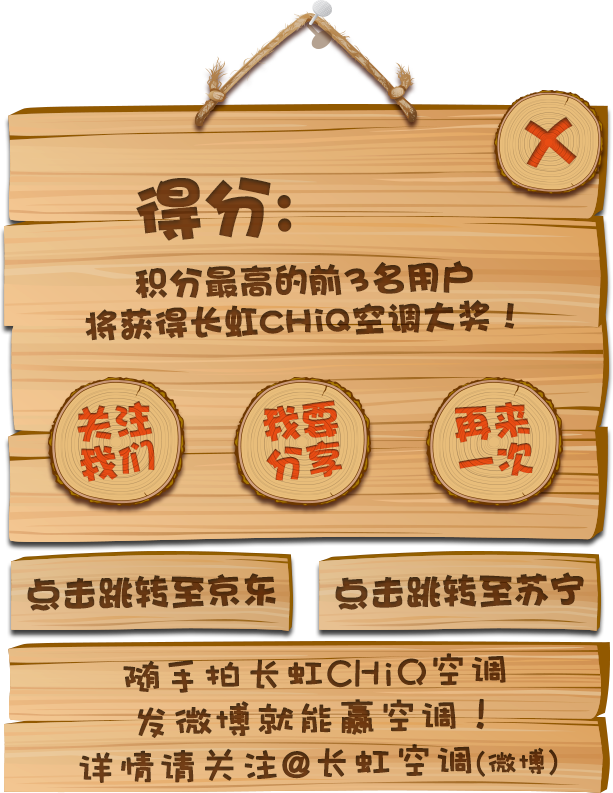 得分:
积分最高的前3名用户
将获得长虹CHiQ空调大奖！
关注
我们
我要
分享
再来
一次
点击跳转至京东
点击跳转至苏宁
随手拍长虹CHiQ空调
发微博就能赢空调！
详情请关注@长虹空调(微博)